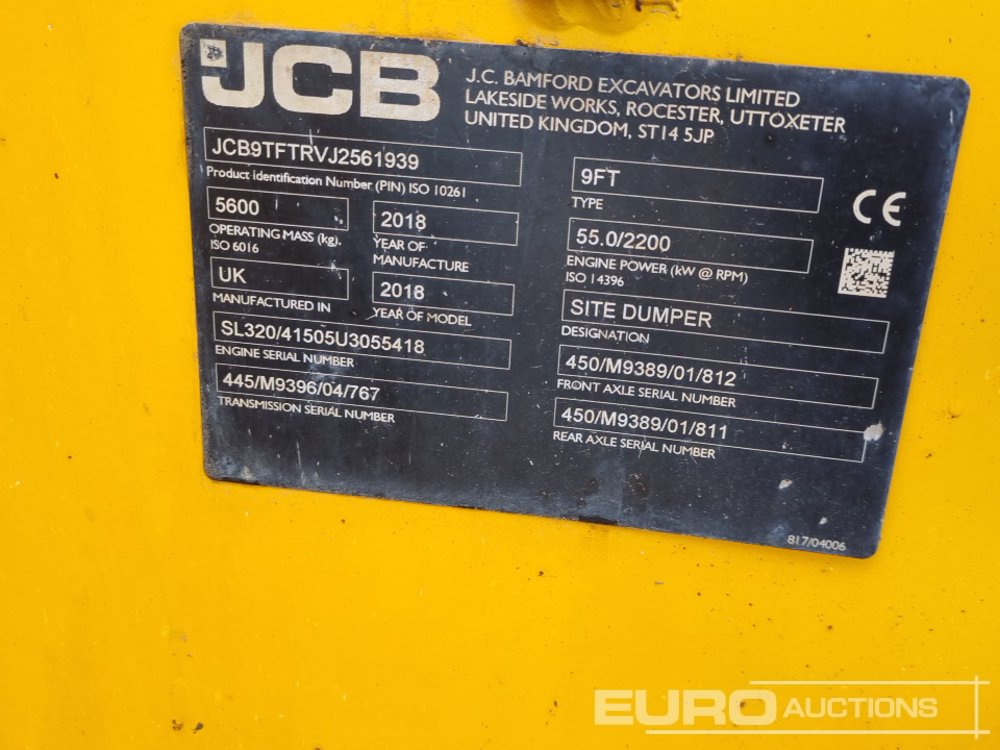 JCB
J.C. BAMFORD EXCAVATORS LIMITED
LAKESIDE WORKS, ROCESTER, UTTOXETER
UNITED KINGDOM, ST14 5JP
JCB9TFTRVJ2561939
Product Identification Number (PIN) ISO 10261
5600
OPERATING MASS (kg).
ISO 6016
2018
YEAR OF
MANUFACTURE
UK
MANUFACTURED IN
2018
YEAR OF MODEL
SL320/41505U3055418
ENGINE SERIAL NUMBER
445/M9396/04/767
TRANSMISSION SERIAL NUMBER
9FT
TYPE
55.0/2200
ENGINE POWER (kW @ RPM)
ISO 14396
SITE DUMPER
DESIGNATION
450/M9389/01/812
FRONT AXLE SERIAL NUMBER
450/M9389/01/811
REAR AXLE SERIAL NUMBER
CE
817/04006
EURO AUCTIONS